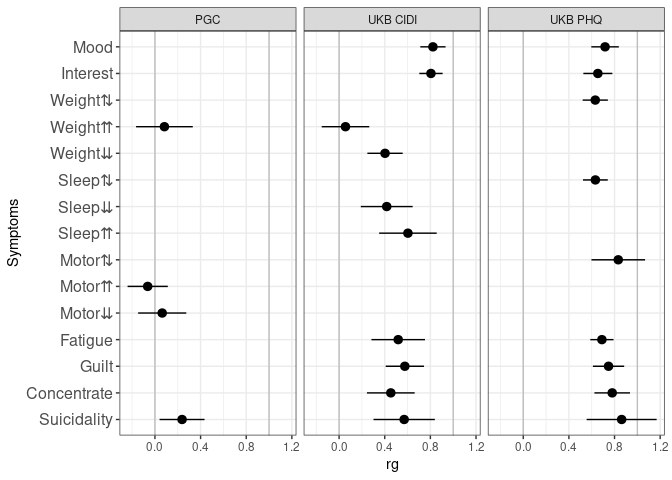 PGC UKB CIDI UKB PHQ
Mood
Interest
Weight⇅
Weight⇈
Weight⇊
Sleep⇅
Sleep⇊
Sleep⇈
Motor⇅
Motor⇈
Motor⇊
Fatigue
Guilt
Concentrate
Suicidality
Symptoms
0.0 0.4 0.8 1.2 0.0 0.4 0.8 1.2 0.0 0.4 0.8 1.2
rg